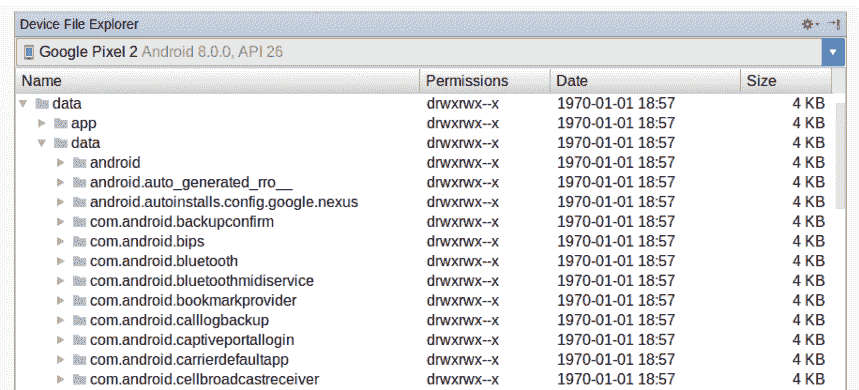 Device File Explorer
Google Pixel 2 Android 8.0.0, API 26
Name Permissions Date Size
data drwxrwx--x 1970-01-01 18:57 4 KB
app drwxrwx--x 1970-01-01 18:57 4 KB
data drwxrwx--x 1970-01-01 18:57 4 KB
android drwxrwx--x 1970-01-01 18:57 4 KB
android.auto_generated_rro__ drwxrwx--x 1970-01-01 18:57 4 KB
android.autoinstalls.config.google.nexus drwxrwx--x 1970-01-01 18:57 4 KB
com.android.backupconfirm drwxrwx--x 1970-01-01 18:57 4 KB
com.android.bips drwxrwx--x 1970-01-01 18:57 4 KB
com.android.bluetooth drwxrwx--x 1970-01-01 18:57 4 KB
com.android.bluetoothmidiservice drwxrwx--x 1970-01-01 18:57 4 KB
com.android.bookmarkprovider drwxrwx--x 1970-01-01 18:57 4 KB
com.android.calllogbackup drwxrwx--x 1970-01-01 18:57 4 KB
com.android.captiveportallogin drwxrwx--x 1970-01-01 18:57 4 KB
com.android.carrierdefaultapp drwxrwx--x 1970-01-01 18:57 4 KB
com.android.cellbroadcastreceiver drwxrwx--x 1970-01-01 18:57 4 KB